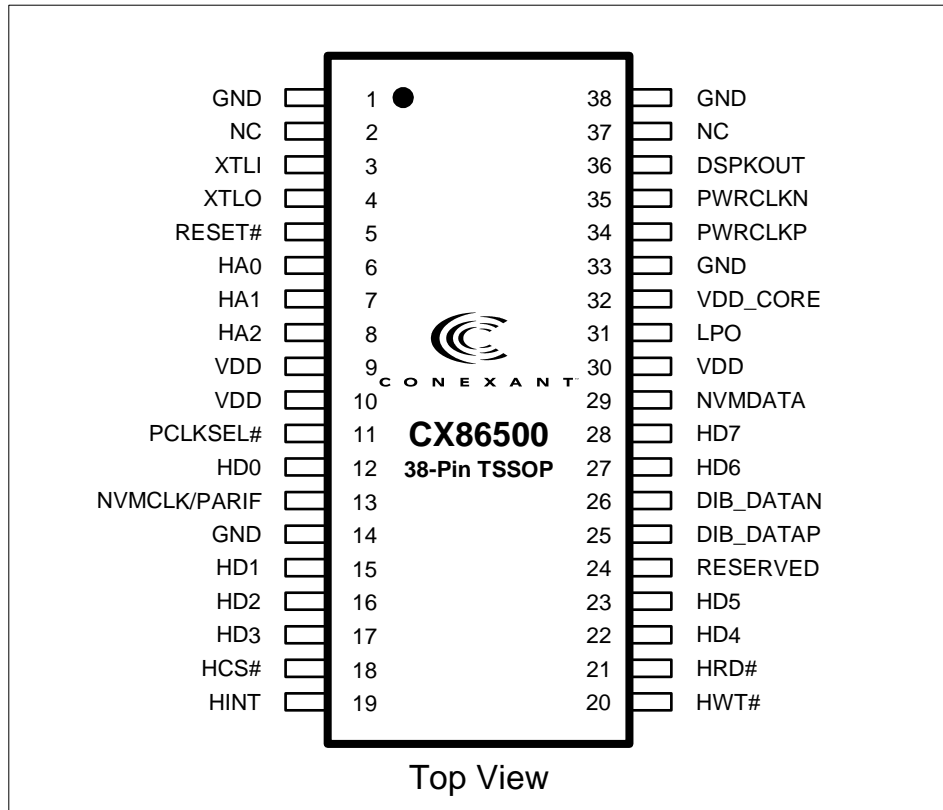 GND 1 38 GND
NC 2 37 NC
XTLI 3 36 DSPKOUT
XTLO 4 35 PWRCLKN
RESET# 5 34 PWRCLKP
HA0 6 33 GND
HA1 7 32 VDD_CORE
HA2 8 31 LPO
VDD 9 30 VDD
CONEXANT™
VDD 10 29 NVMDATA
PCLKSEL# 11 CX86500 28 HD7
HD0 12 38-Pin TSSOP 27 HD6
NVMCLK/PARIF 13 26 DIB_DATAN
GND 14 25 DIB_DATAP
HD1 15 24 RESERVED
HD2 16 23 HD5
HD3 17 22 HD4
HCS# 18 21 HRD#
HINT 19 20 HWT#
Top View